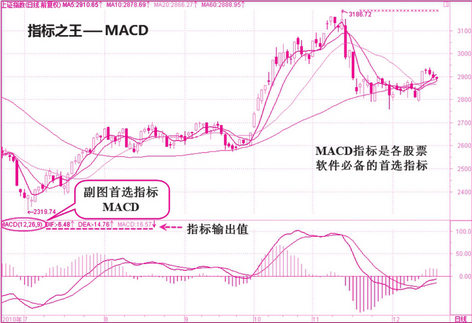 上证指数(日线.前复权) MA5:2910.65↑ MA10:2878.69↑ MA20:2866.27↑ MA60:2888.95↑
3186.72
指标之王——MACD
3100
3000
2900
2800
2700
2600
2500
2400
MACD指标是各股票
软件必备的首选指标
副图首选指标
MACD
2319.74
MACD(12,26,9) DIF:-6.48↑ DEA:-14.76↑ MACD:16.57↑
指标输出值
100.00
50.00
0.00
2010年 7 8 9 10 11 12 日线